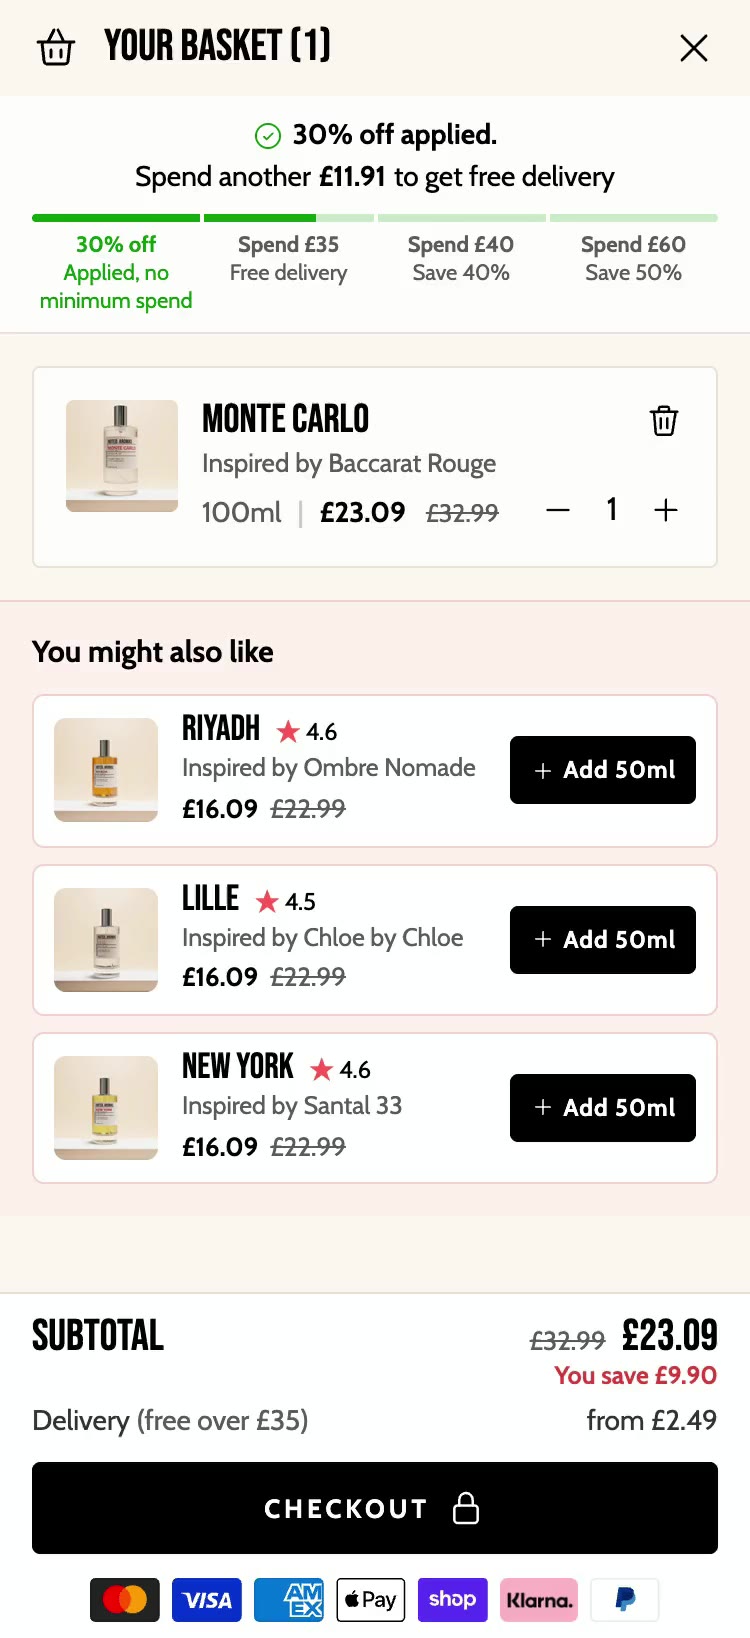 YOUR BASKET (1)
30% off applied.
Spend another £11.91 to get free delivery
30% off
Applied, no
minimum spend
Spend £35
Free delivery
Spend £40
Save 40%
Spend £60
Save 50%
MONTE CARLO
Inspired by Baccarat Rouge
100ml | £23.09 £32.99
1
You might also like
RIYADH 4.6
Inspired by Ombre Nomade
£16.09 £22.99
+ Add 50ml
LILLE 4.5
Inspired by Chloe by Chloe
£16.09 £22.99
+ Add 50ml
NEW YORK 4.6
Inspired by Santal 33
£16.09 £22.99
+ Add 50ml
SUBTOTAL £32.99 £23.09
You save £9.90
Delivery (free over £35) from £2.49
CHECKOUT
VISA
AMEX
Pay
shop
Klarna.